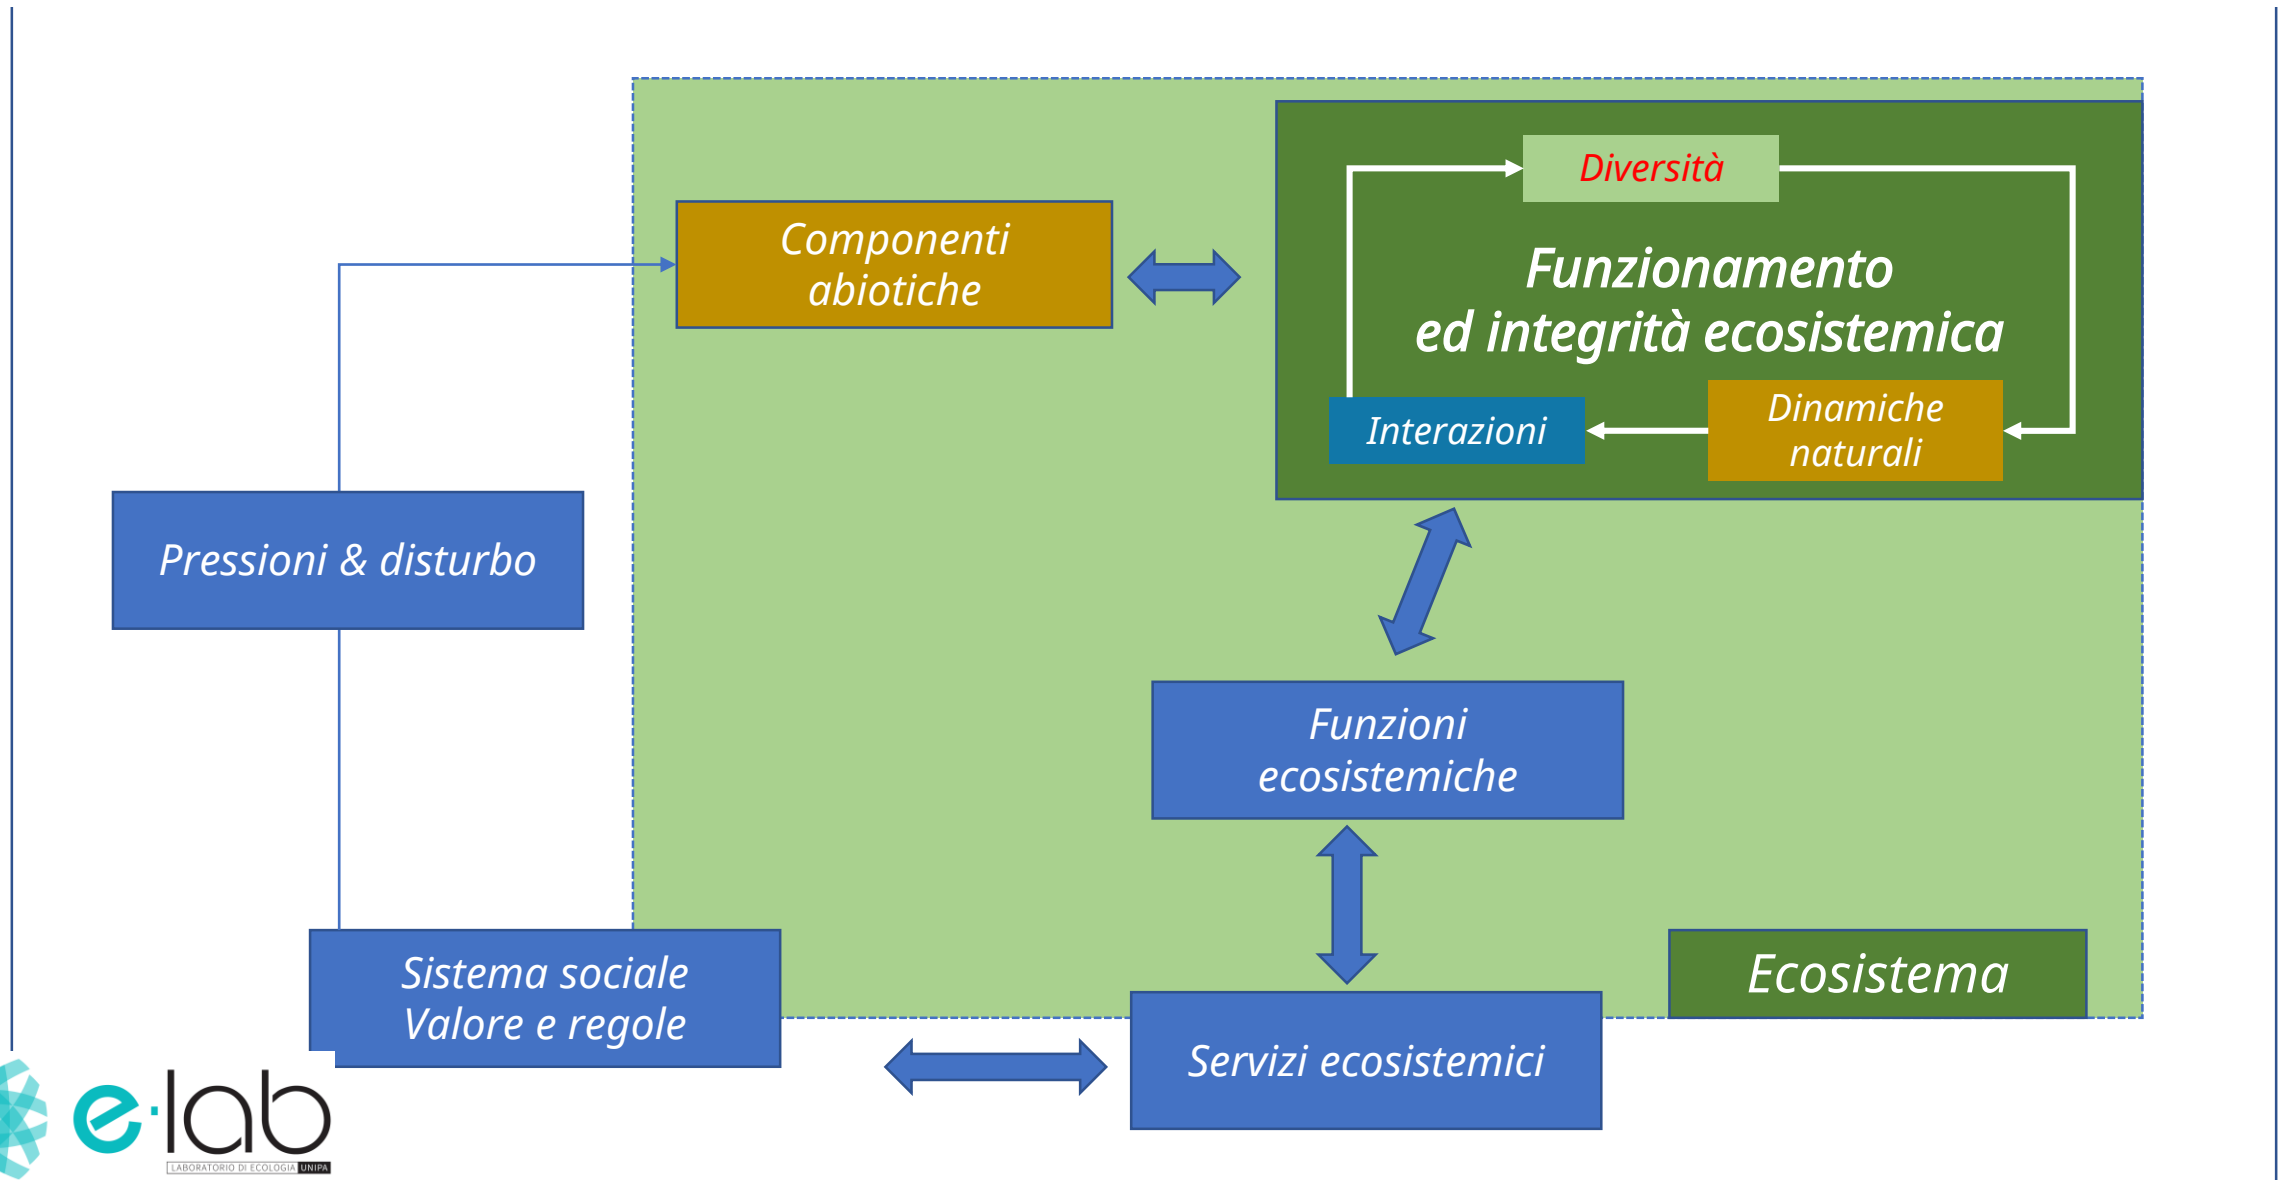 Diversità
Componenti
abiotiche
Funzionamento
ed integrità ecosistemica
Interazioni
Dinamiche
naturali
Pressioni & disturbo
Funzioni
ecosistemiche
Sistema sociale
Valore e regole
Ecosistema
Servizi ecosistemici
e·lab
LABORATORIO DI ECOLOGIA UNIPA